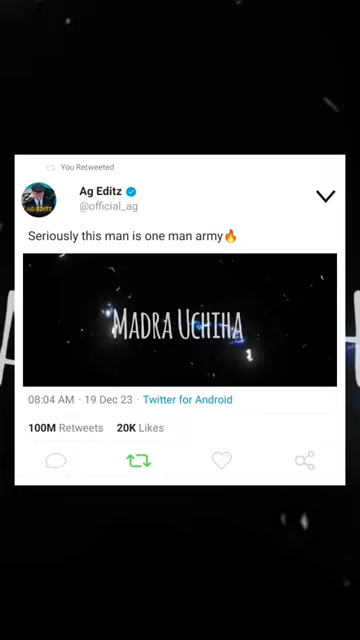 You Retweeted
Ag Editz
@official_ag
Seriously this man is one man army🔥
MADRA UCHIHA
08:04 AM · 19 Dec 23 · Twitter for Android
100M Retweets 20K Likes